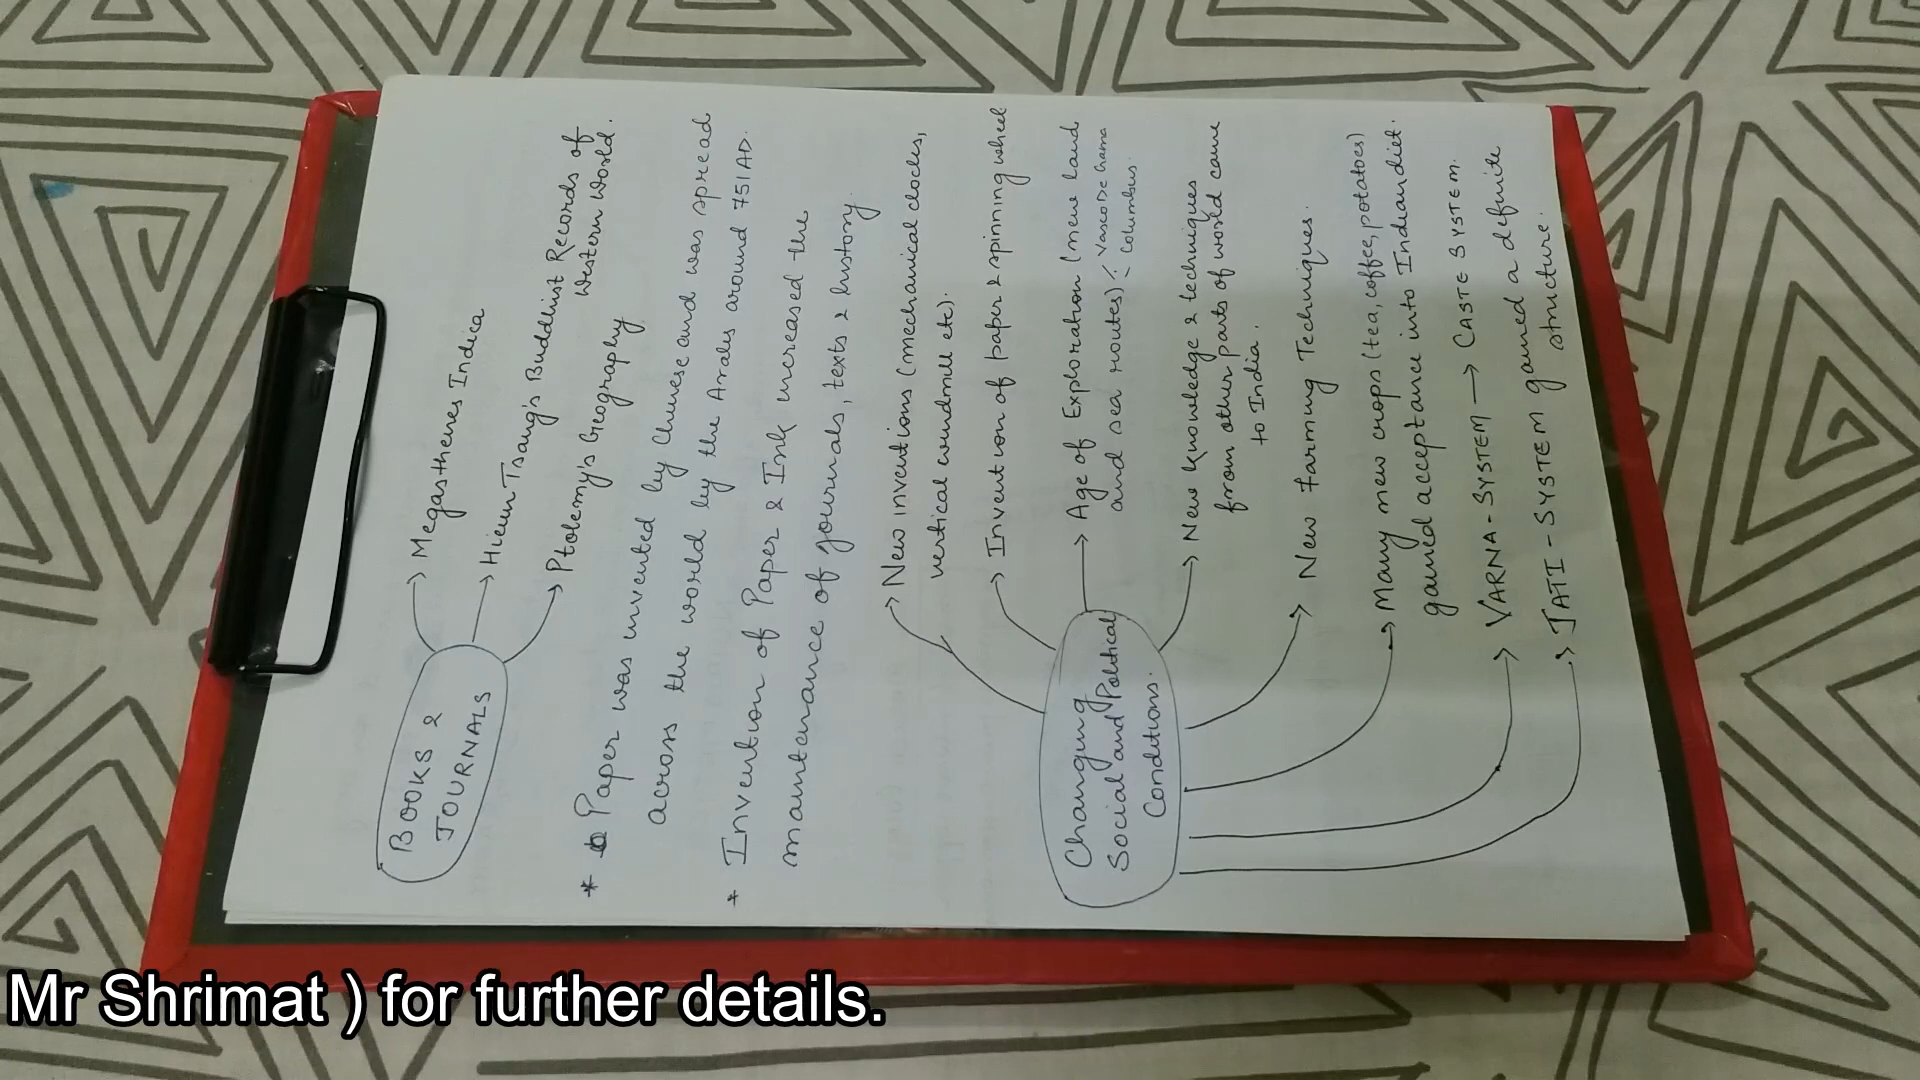 BOOKS &
JOURNALS
Megasthenes Indica
Hieun Tsang's Buddhist Records of
Western World.
Ptolemy's Geography
* Paper was invented by Chinese and was spread
across the world by the Arabs around 751 AD.
* Invention of Paper & Ink increased the
maintenance of journals, texts & history.
Changing
Social and Political
Conditions.
New inventions (mechanical clocks,
vertical windmill etc).
Invention of paper & spinning wheel
Age of Exploration (new land
and sea routes) < Vasco De Gama
Columbus.
New knowledge & techniques
from other parts of world came
to India.
New Farming Techniques.
Many new crops (tea, coffee, potatoes)
gained acceptance into Indian diet.
VARNA-SYSTEM → CASTE SYSTEM.
JATI-SYSTEM gained a definite
structure.
Mr Shrimat ) for further details.